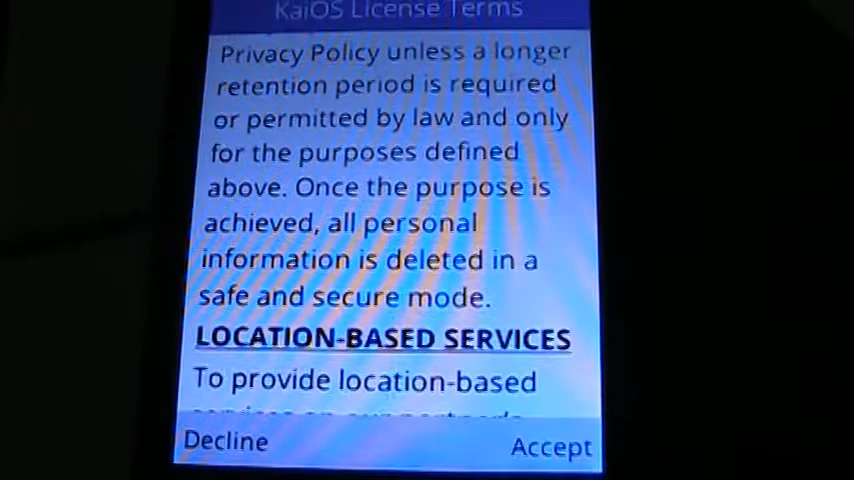 KaiOS License Terms
Privacy Policy unless a longer
retention period is required
or permitted by law and only
for the purposes defined
above. Once the purpose is
achieved, all personal
information is deleted in a
safe and secure mode.
LOCATION-BASED SERVICES
To provide location-based
Decline Accept